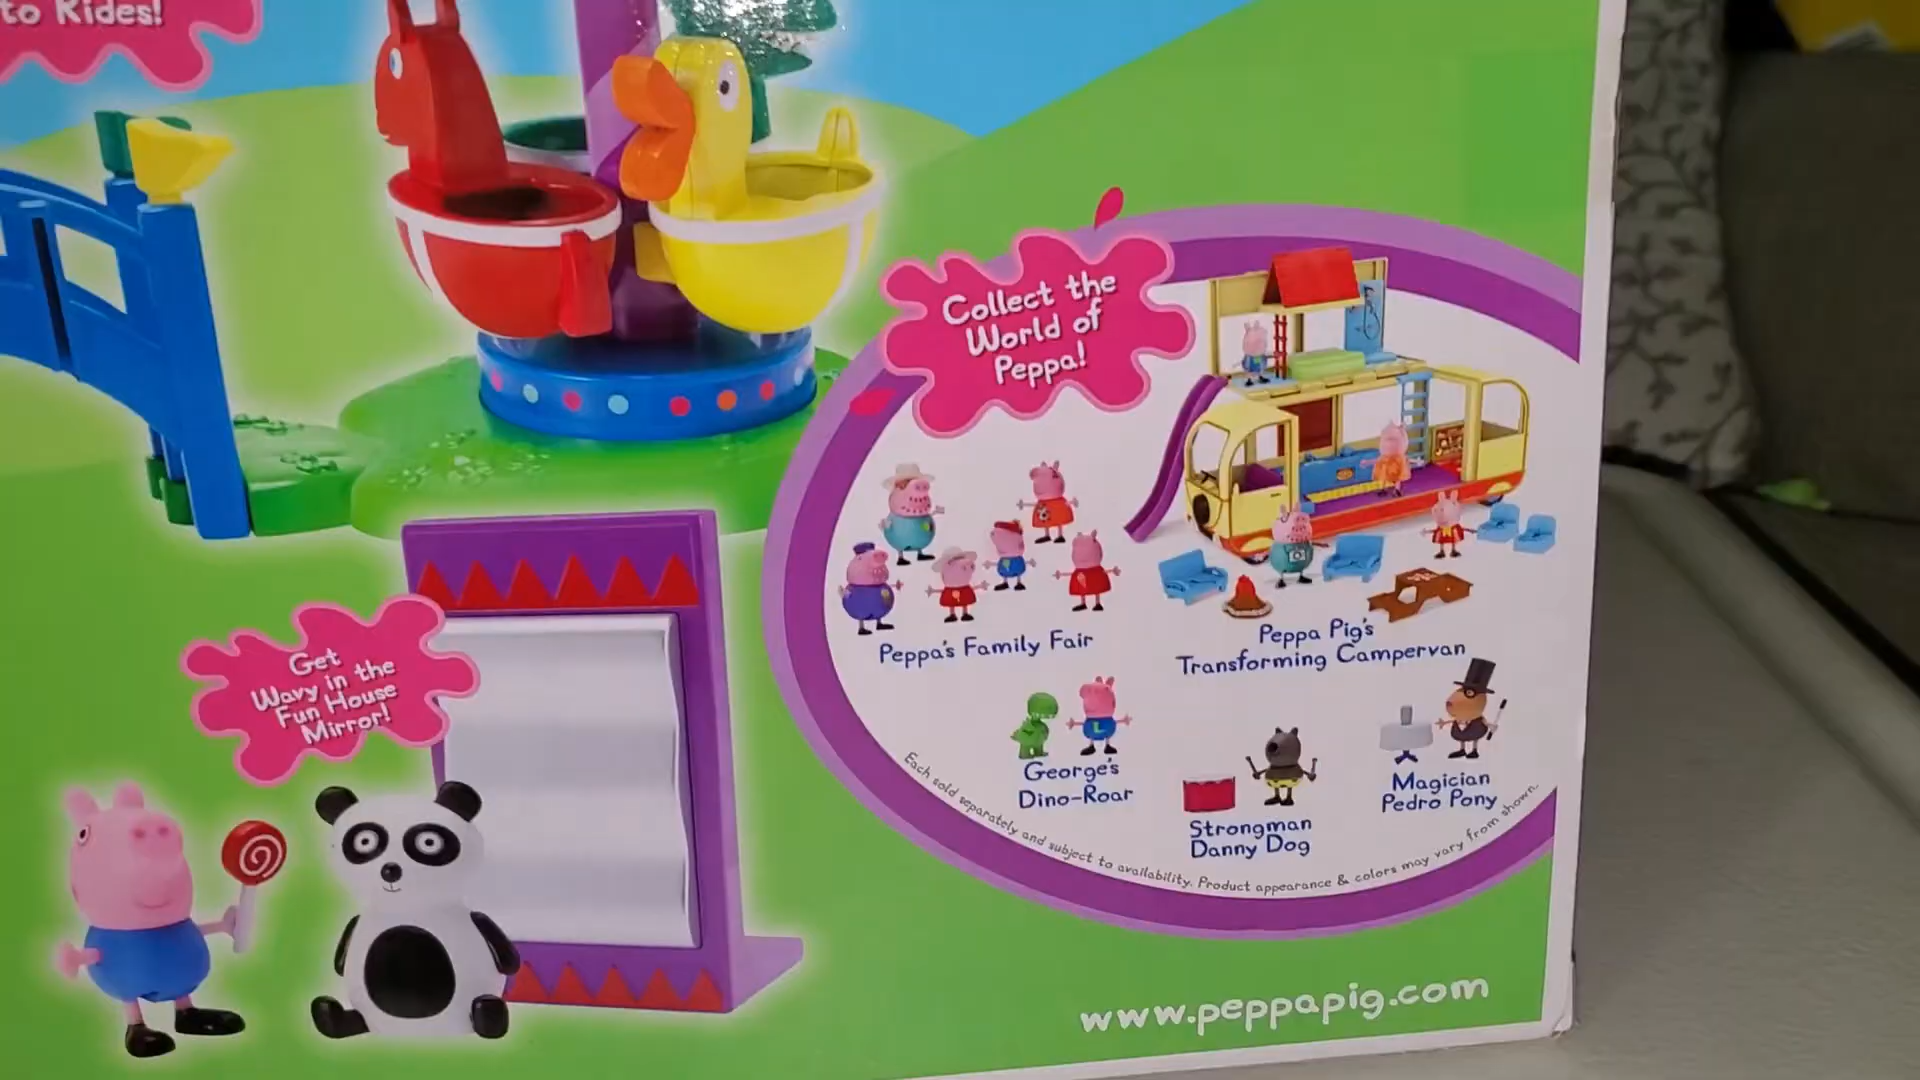 to Rides!
Collect the
World of
Peppa!
Peppa's Family Fair
Peppa Pig's
Transforming Campervan
Get
Wavy in the
Fun House
Mirror!
George's
Dino-Roar
Strongman
Danny Dog
Magician
Pedro Pony
Each sold separately and subject to availability. Product appearance & colors may vary from shown.
www.peppapig.com